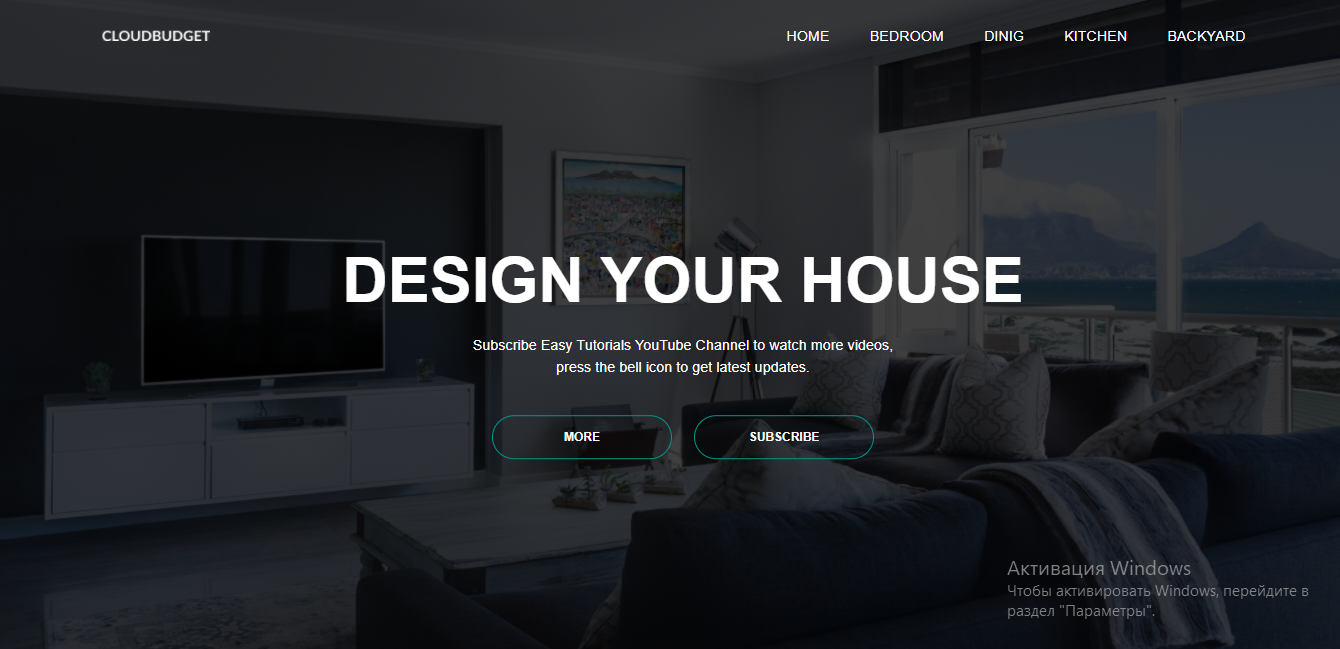 CLOUDBUDGET
HOME BEDROOM DINIG KITCHEN BACKYARD
DESIGN YOUR HOUSE
Subscribe Easy Tutorials YouTube Channel to watch more videos,
press the bell icon to get latest updates.
MORE SUBSCRIBE
Активация Windows
Чтобы активировать Windows, перейдите в
раздел "Параметры".